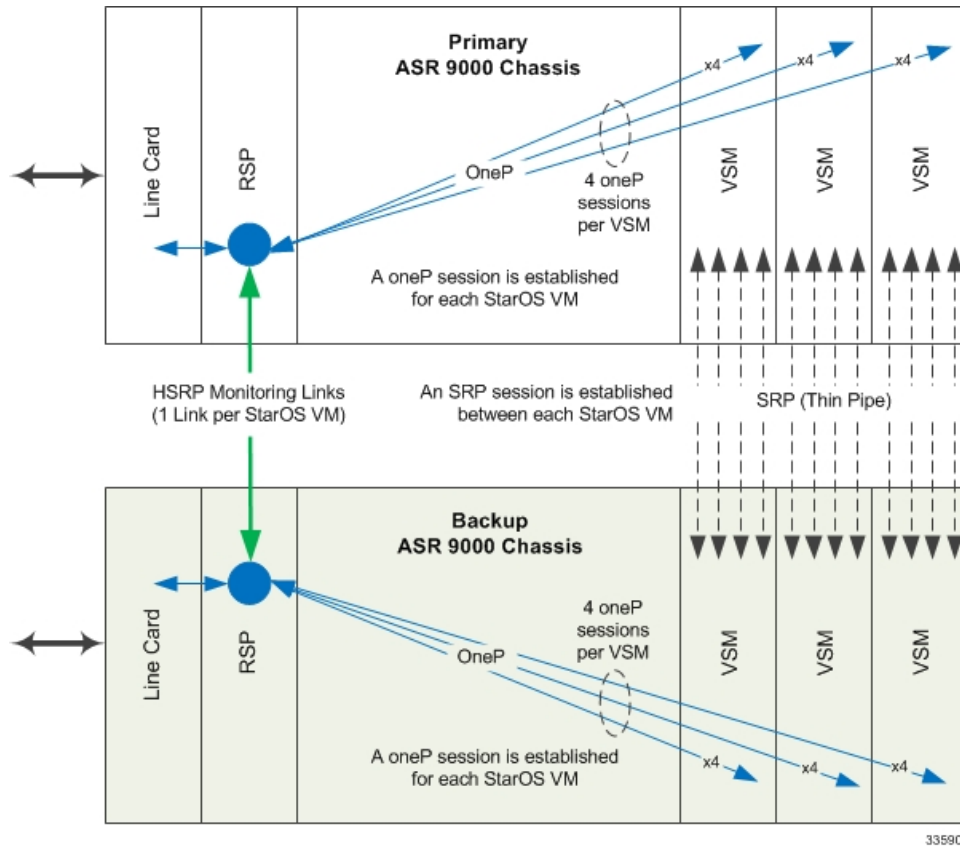 Primary
ASR 9000 Chassis
x4
x4
x4
Line Card
RSP
OneP
4 oneP
sessions
per VSM
VSM
VSM
VSM
A oneP session is established
for each StarOS VM
HSRP Monitoring Links
(1 Link per StarOS VM)
An SRP session is established
between each StarOS VM
SRP (Thin Pipe)
Backup
ASR 9000 Chassis
Line Card
RSP
OneP
4 oneP
sessions
per VSM
VSM
VSM
VSM
A oneP session is established
for each StarOS VM
x4
x4
x4
33590